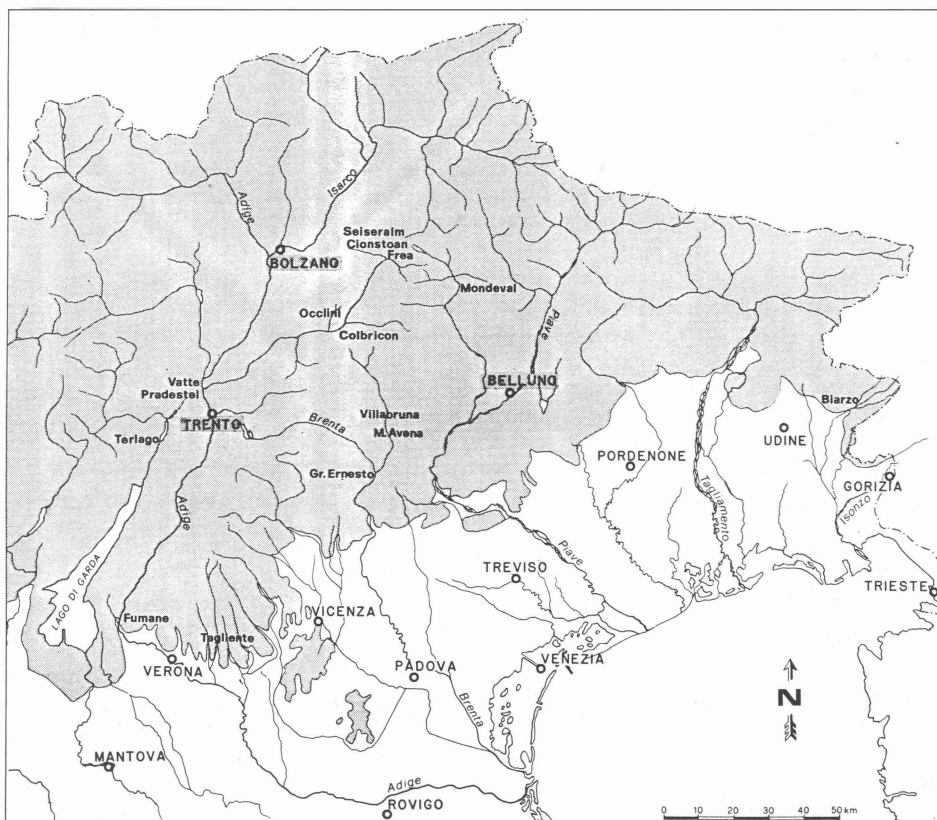 Isarco
Adige
Seiseralm
Cionstoan
Frea
BOLZANO
Mondeval
Occlini
Colbricon
Piave
Vatte
Pradestel
BELLUNO
TRENTO
Villabruna
M. Avena
Biarzo
Terlago
Brenta
UDINE
PORDENONE
Gr. Ernesto
GORIZIA
Tagliamento
Isonzo
Adige
Piave
TREVISO
TRIESTE
LAGO DI GARDA
Fumane
VICENZA
Tagliente
VERONA
PADOVA
VENEZIA
Brenta
N
MANTOVA
Adige
ROVIGO
0 10 20 30 40 50 km